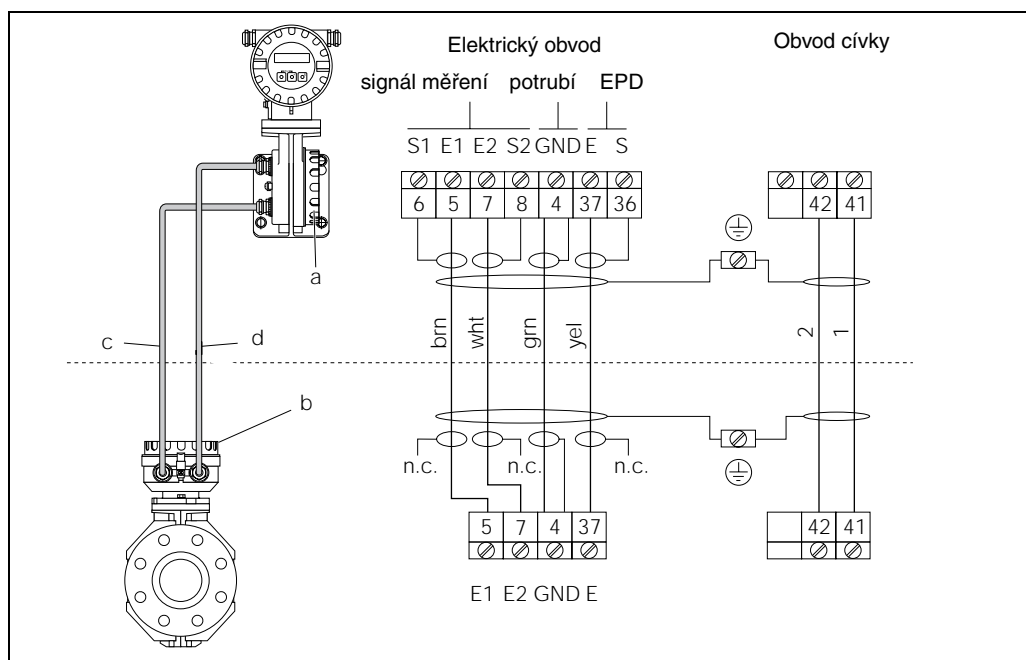 Elektrický obvod
Obvod cívky
signál měření potrubí EPD
S1 E1 E2 S2 GND E S
6 5 7 8 4 37 36
42 41
a
brn
wht
grn
yel
2
1
c
d
b
n.c. n.c. n.c.
5 7 4 37
42 41
E1 E2 GND E